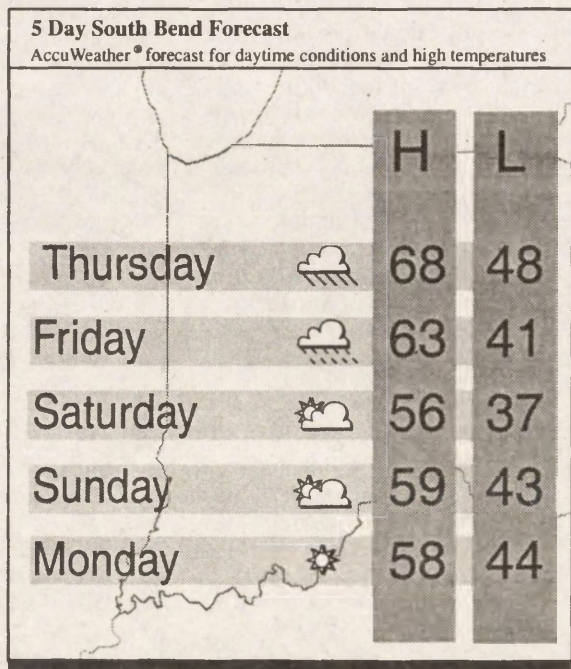 5 Day South Bend Forecast
AccuWeather® forecast for daytime conditions and high temperatures
H L
Thursday 68 48
Friday 63 41
Saturday 56 37
Sunday 59 43
Monday 58 44